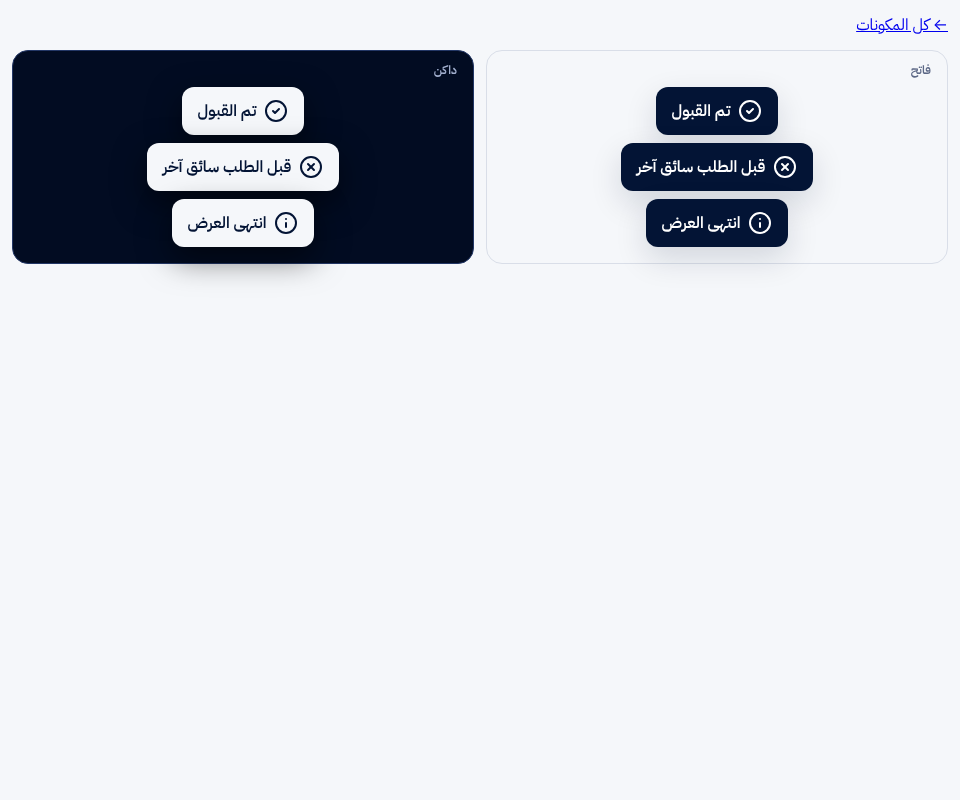 ← كل المكونات
فاتح
تم القبول
قبل الطلب سائق آخر
انتهى العرض
داكن
تم القبول
قبل الطلب سائق آخر
انتهى العرض